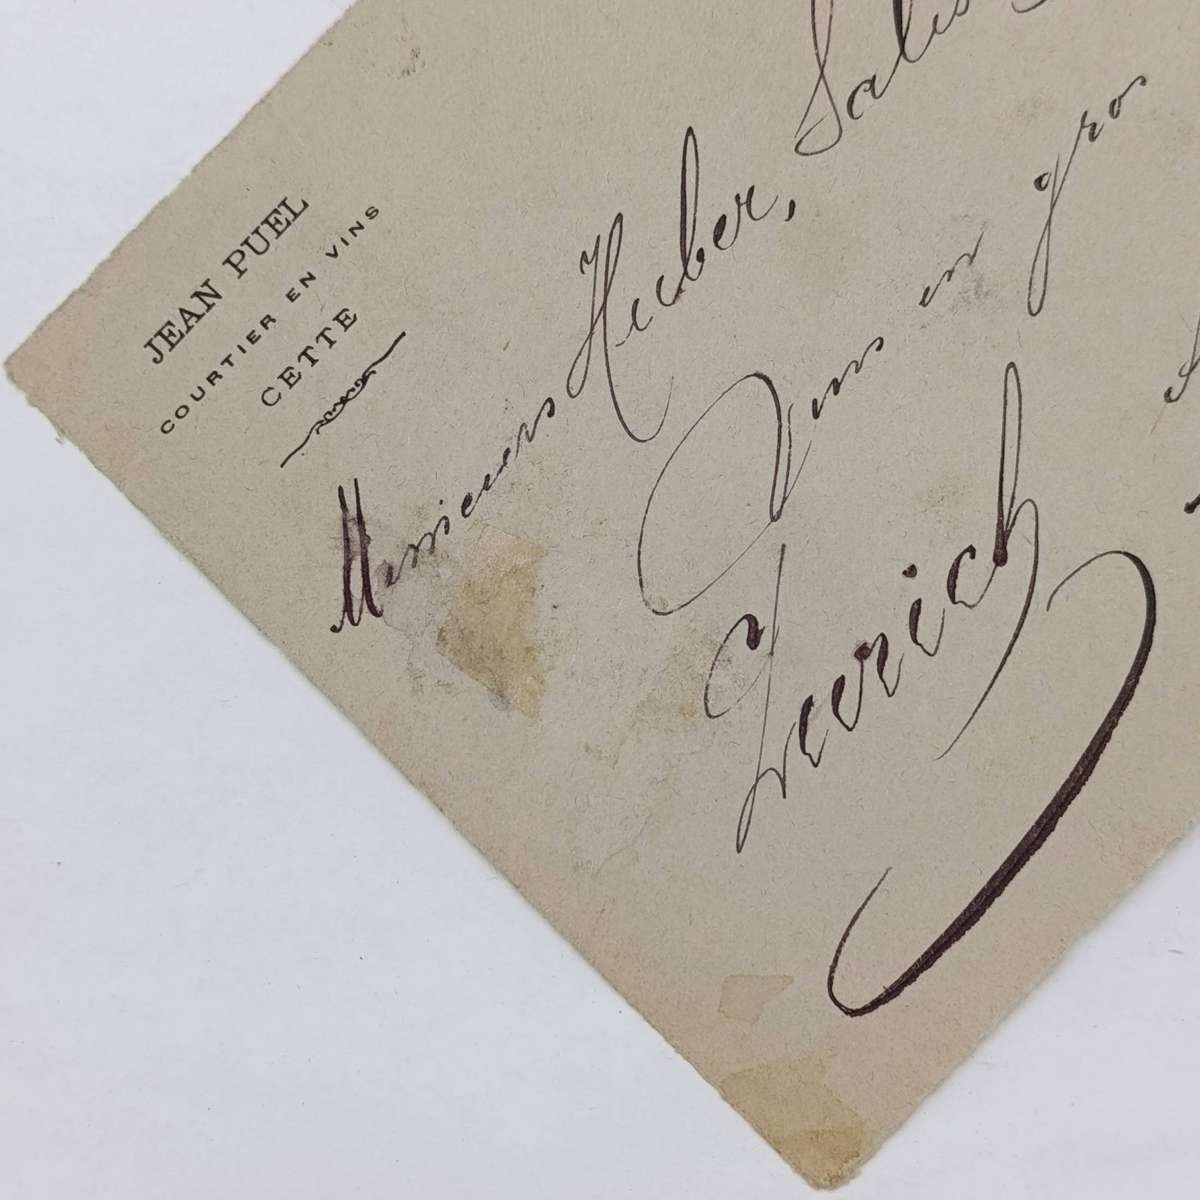 JEAN PUEL
COURTIER EN VINS
CETTE
Messieurs Huber,
Vins en gros
Zurich